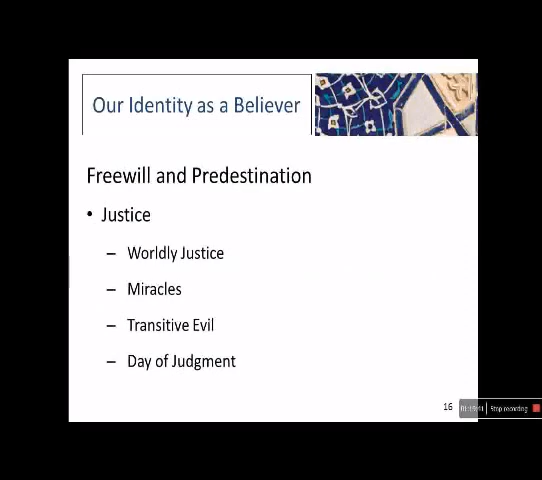 Our Identity as a Believer
Freewill and Predestination
• Justice
– Worldly Justice
– Miracles
– Transitive Evil
– Day of Judgment
16
Stop recording